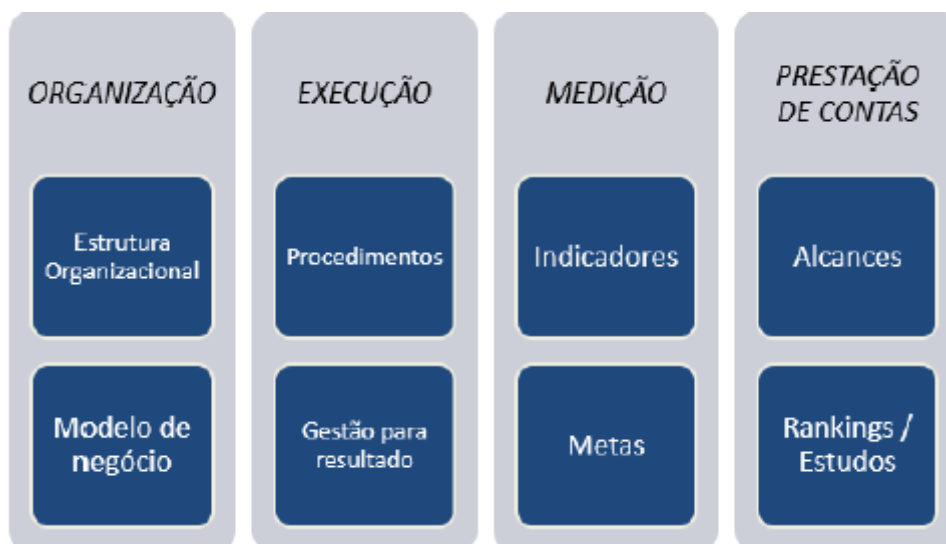 ORGANIZAÇÃO
Estrutura
Organizacional
Modelo de
negócio
EXECUÇÃO
Procedimentos
Gestão para
resultado
MEDIÇÃO
Indicadores
Metas
PRESTAÇÃO
DE CONTAS
Alcances
Rankings /
Estudos